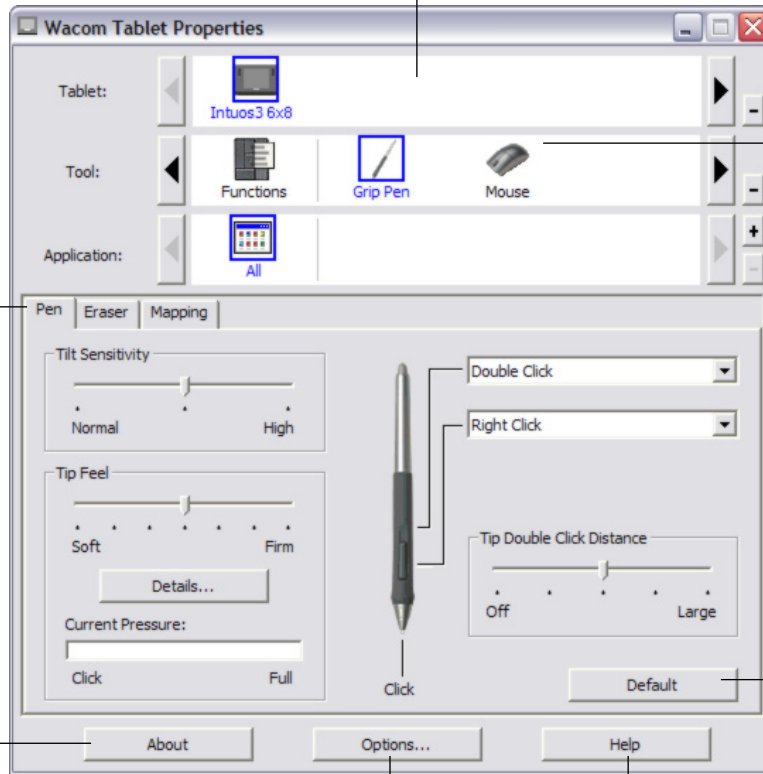 Wacom Tablet Properties
Tablet:
Intuos3 6x8
-
Tool:
Functions
Grip Pen
Mouse
-
Application:
All
+
-
Pen
Eraser
Mapping
Tilt Sensitivity
Normal High
Double Click
Right Click
Tip Feel
Soft Firm
Details...
Current Pressure:
Click Full
Click
Tip Double Click Distance
Off Large
Default
About
Options...
Help